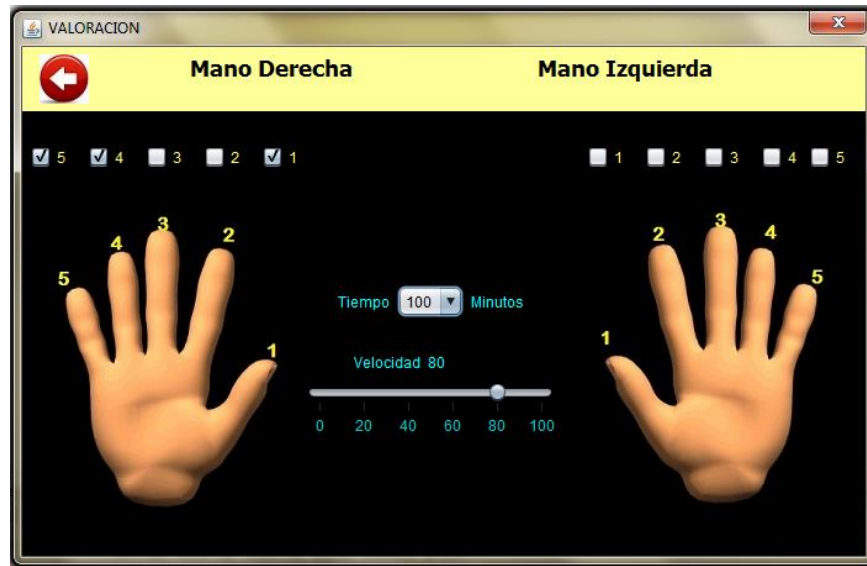 VALORACION
Mano Derecha Mano Izquierda
5 4 3 2 1 1 2 3 4 5
3 3
4 2 2 4
5 5
Tiempo 100 Minutos
1 1
Velocidad 80
0 20 40 60 80 100